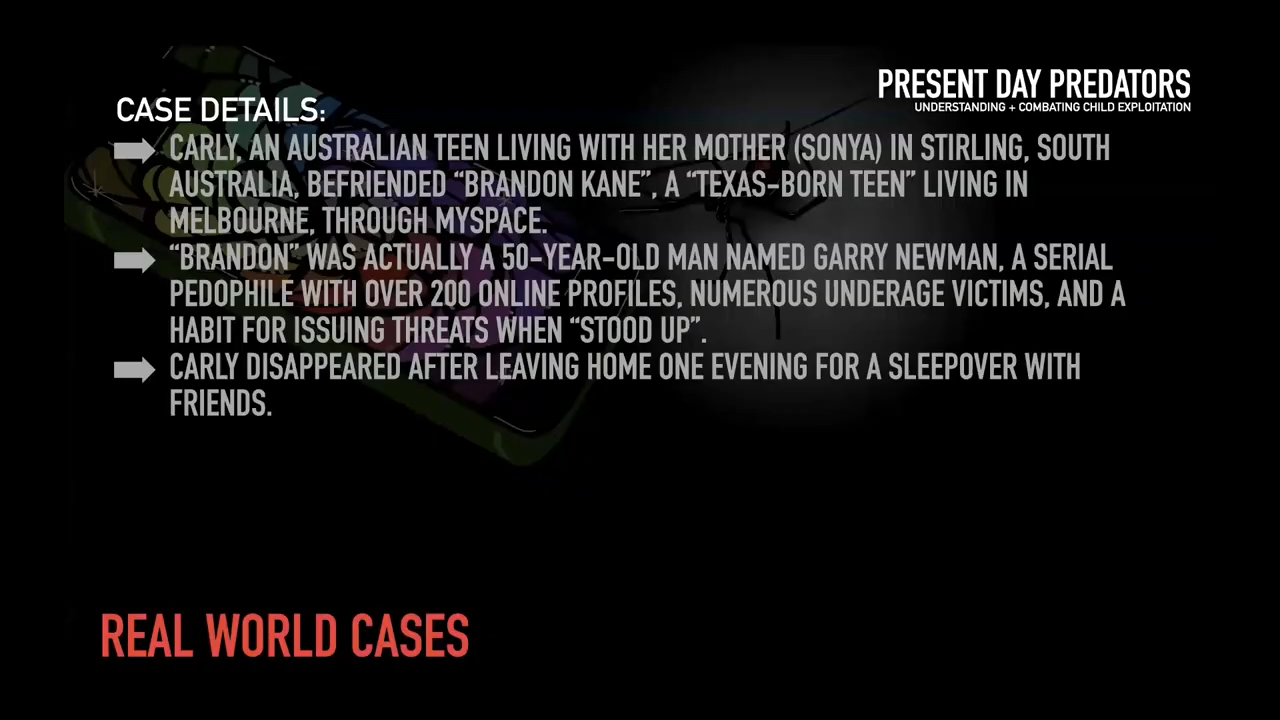 PRESENT DAY PREDATORS
UNDERSTANDING + COMBATING CHILD EXPLOITATION
CASE DETAILS:
CARLY, AN AUSTRALIAN TEEN LIVING WITH HER MOTHER (SONYA) IN STIRLING, SOUTH
AUSTRALIA, BEFRIENDED “BRANDON KANE”, A “TEXAS-BORN TEEN” LIVING IN
MELBOURNE, THROUGH MYSPACE.
“BRANDON” WAS ACTUALLY A 50-YEAR-OLD MAN NAMED GARRY NEWMAN, A SERIAL
PEDOPHILE WITH OVER 200 ONLINE PROFILES, NUMEROUS UNDERAGE VICTIMS, AND A
HABIT FOR ISSUING THREATS WHEN “STOOD UP”.
CARLY DISAPPEARED AFTER LEAVING HOME ONE EVENING FOR A SLEEPOVER WITH
FRIENDS.
REAL WORLD CASES